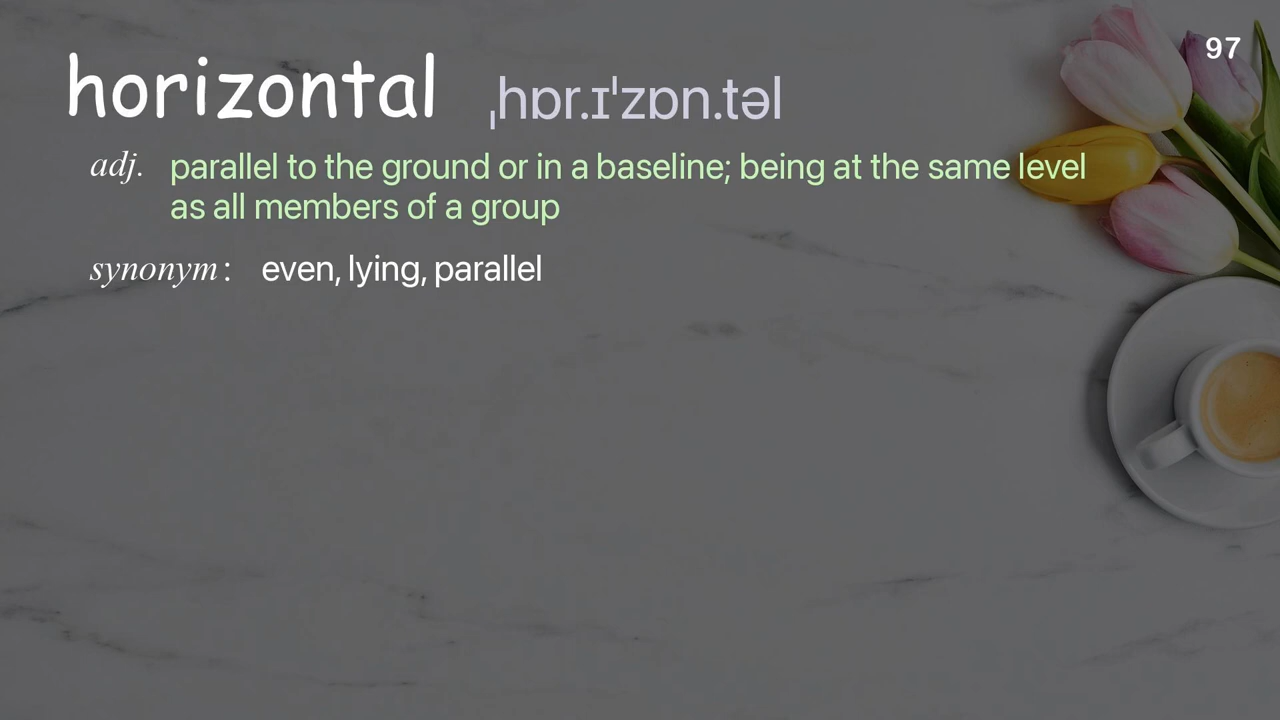 97
horizontal ˌhɒr.ɪˈzɒn.təl
adj. parallel to the ground or in a baseline; being at the same level
as all members of a group
synonym: even, lying, parallel